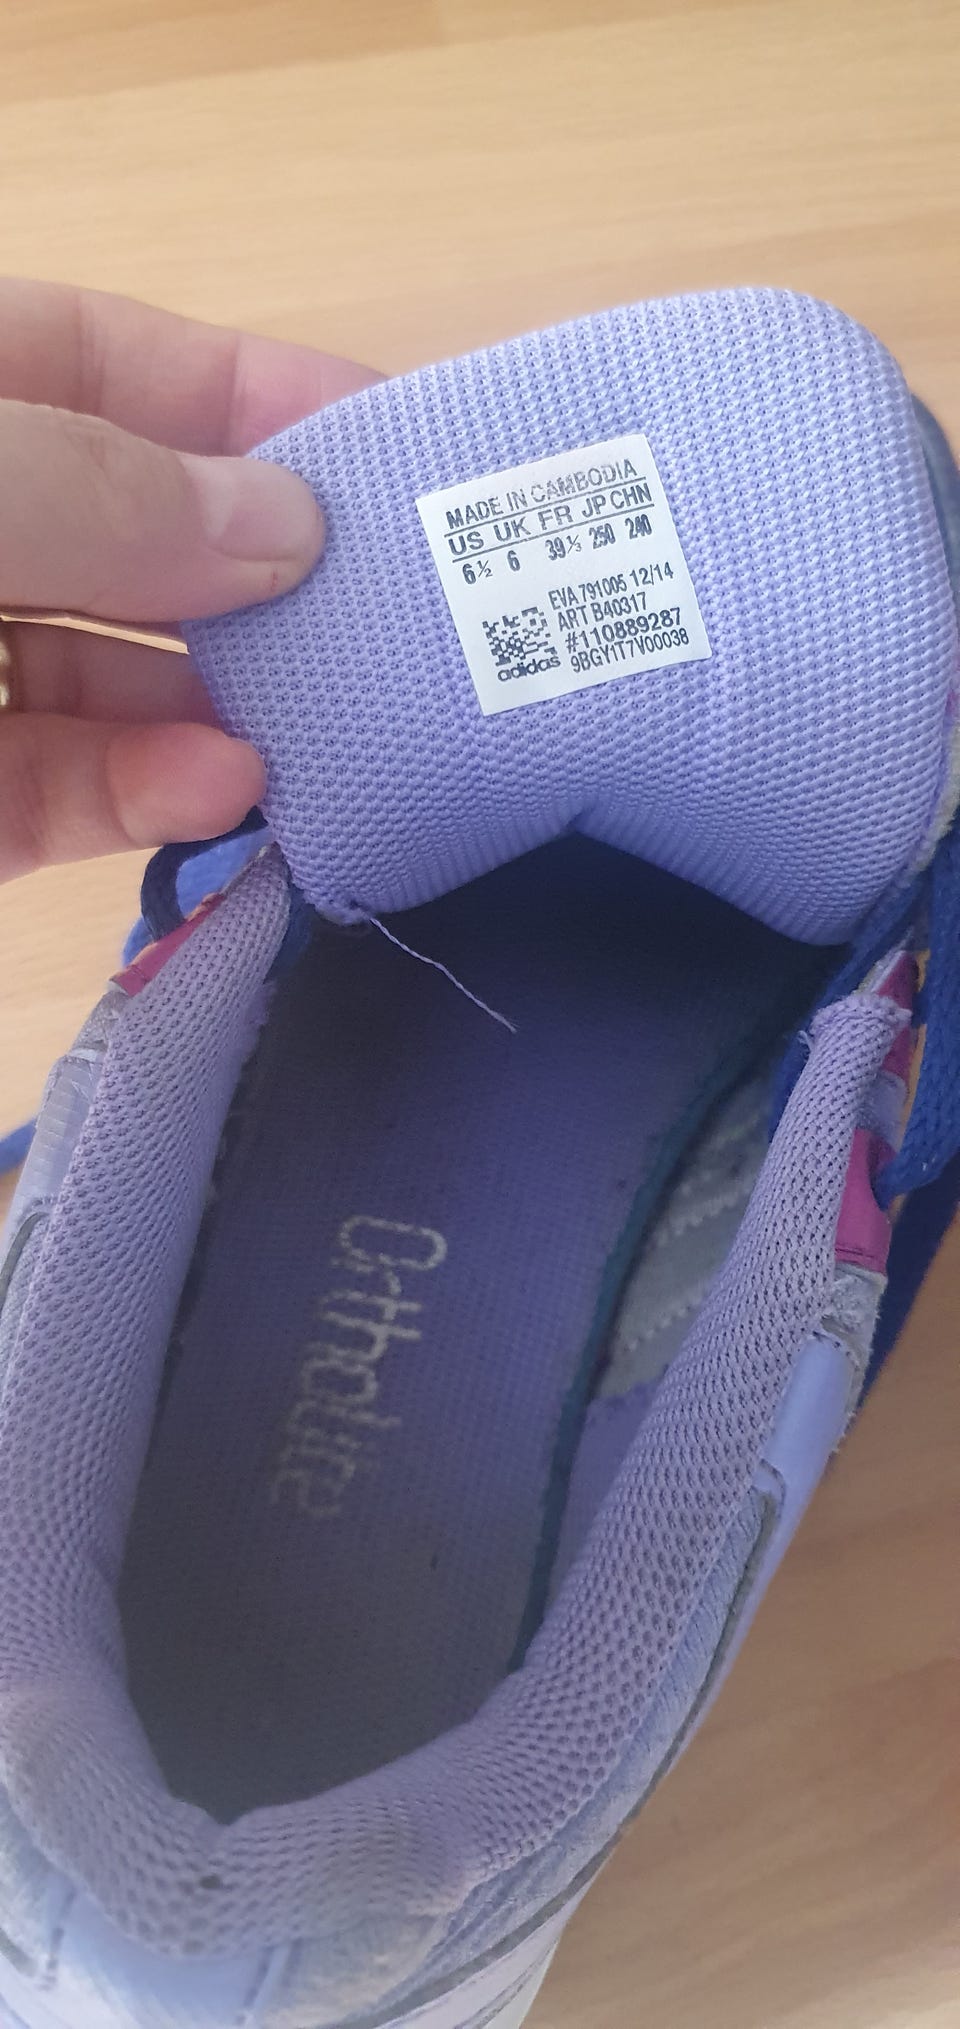 MADE IN CAMBODIA
US UK FR JP CHN
6½ 6 39⅓ 250 240
EVA 791005 12/14
ART B40317
#110889287
adidas 9BGY1T7V00038
Ortholite